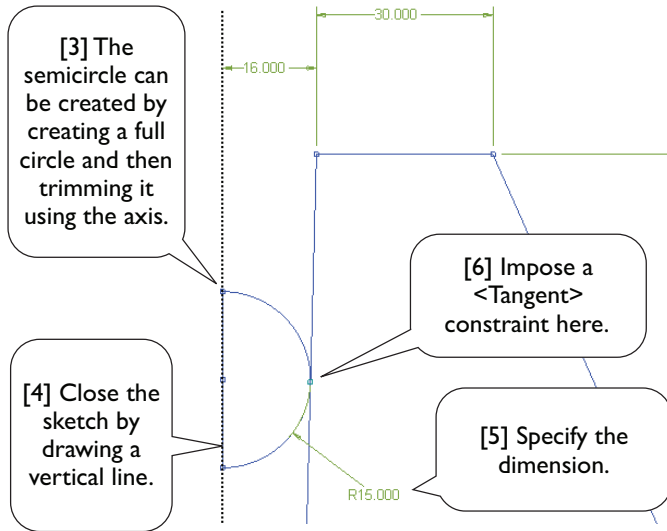 30.000
16.000
[3] The
semicircle can
be created by
creating a full
circle and then
trimming it
using the axis.
[6] Impose a
<Tangent>
constraint here.
[4] Close the
sketch by
drawing a
vertical line.
[5] Specify the
dimension.
R15.000